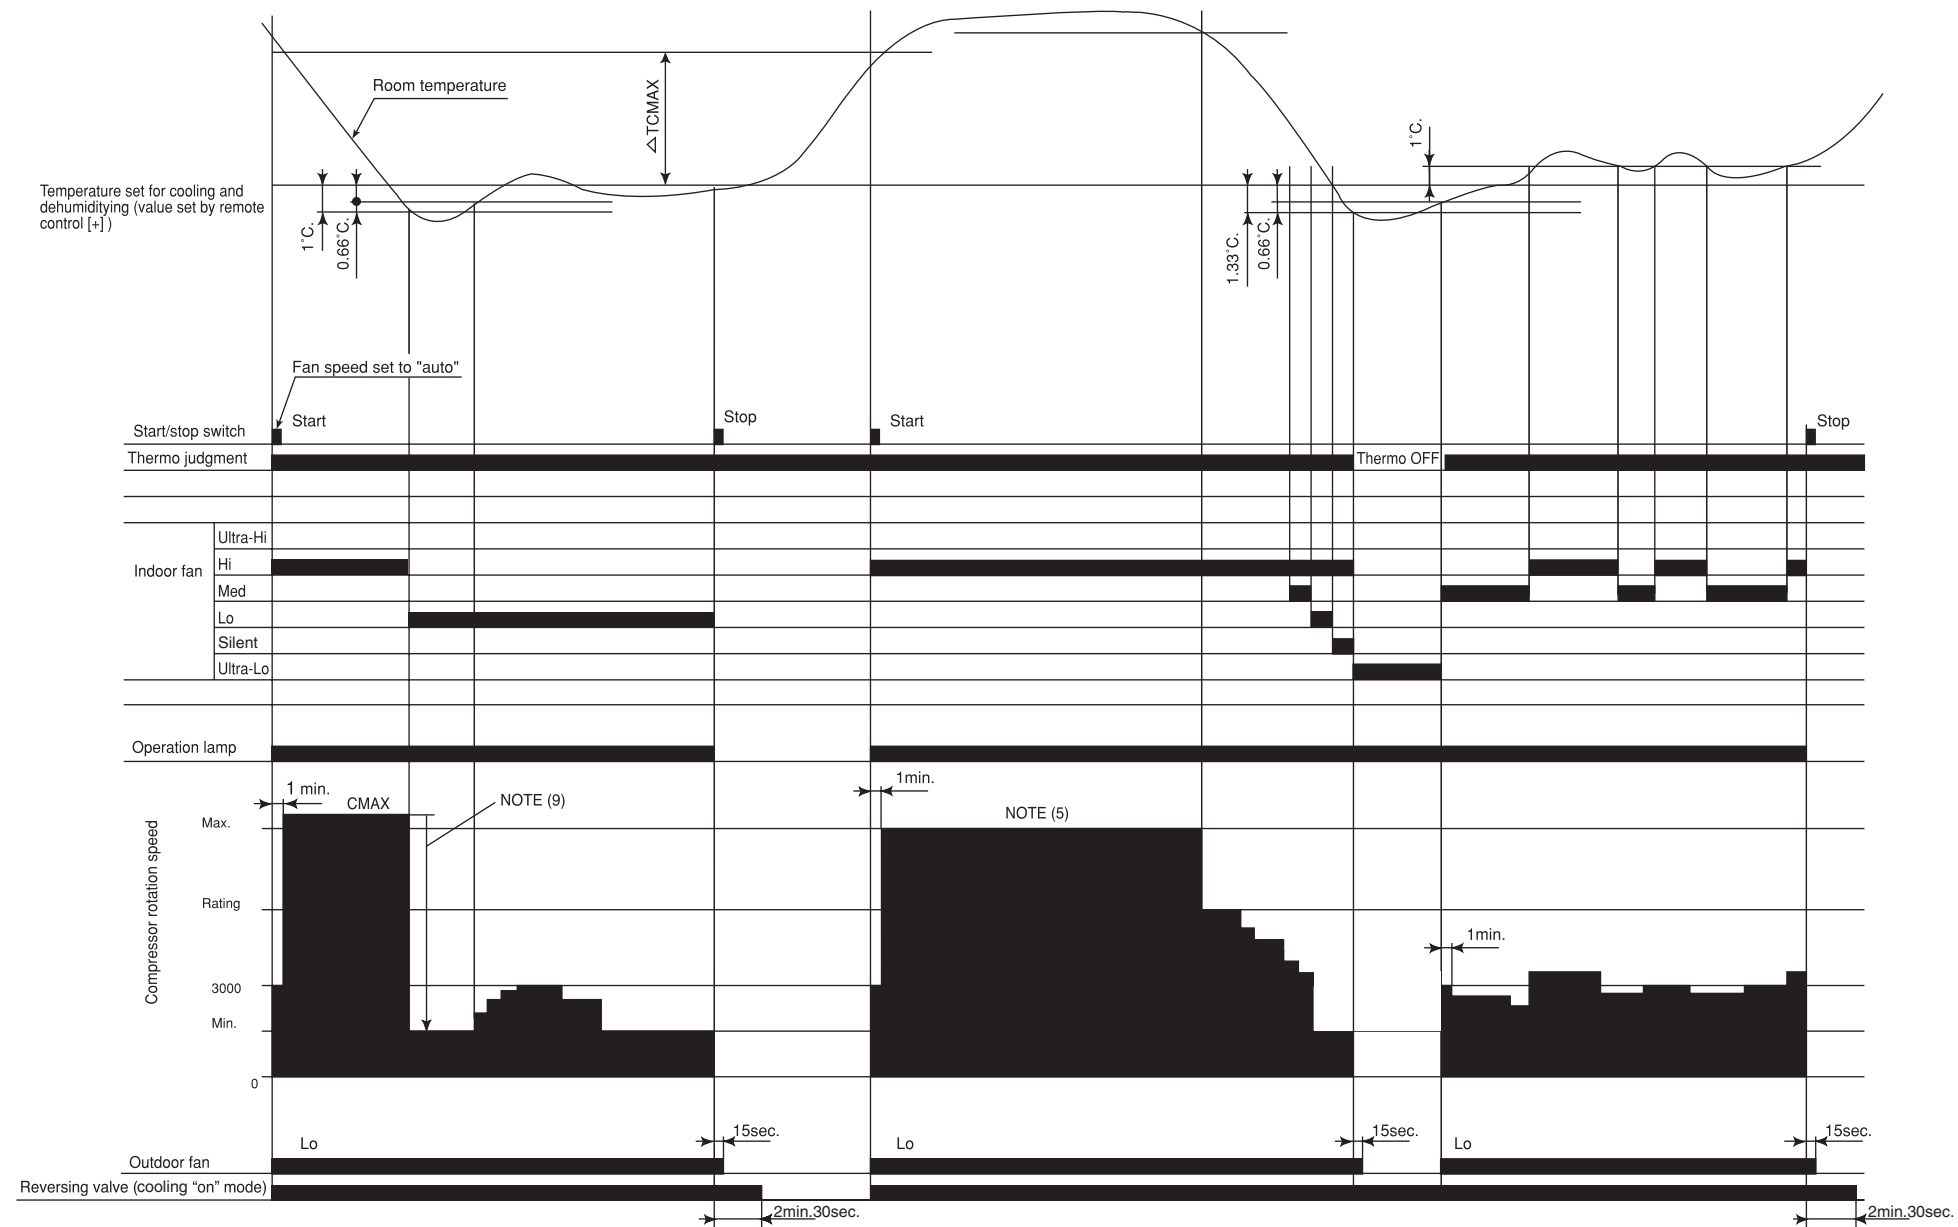 Room temperature
△TCMAX
1°C.
Temperature set for cooling and
dehumiditying (value set by remote
control [+] )
1°C.
0.66°C.
1.33°C.
0.66°C.
Fan speed set to "auto"
Start
Stop
Start
Stop
Start/stop switch
Thermo judgment
Thermo OFF
Indoor fan
Ultra-Hi
Hi
Med
Lo
Silent
Ultra-Lo
Operation lamp
1 min.
CMAX
NOTE (9)
1min.
NOTE (5)
1min.
Compressor rotation speed
Max.
Rating
3000
Min.
0
Lo
15sec.
Lo
15sec.
Lo
15sec.
Outdoor fan
Reversing valve (cooling “on” mode)
2min.30sec.
2min.30sec.